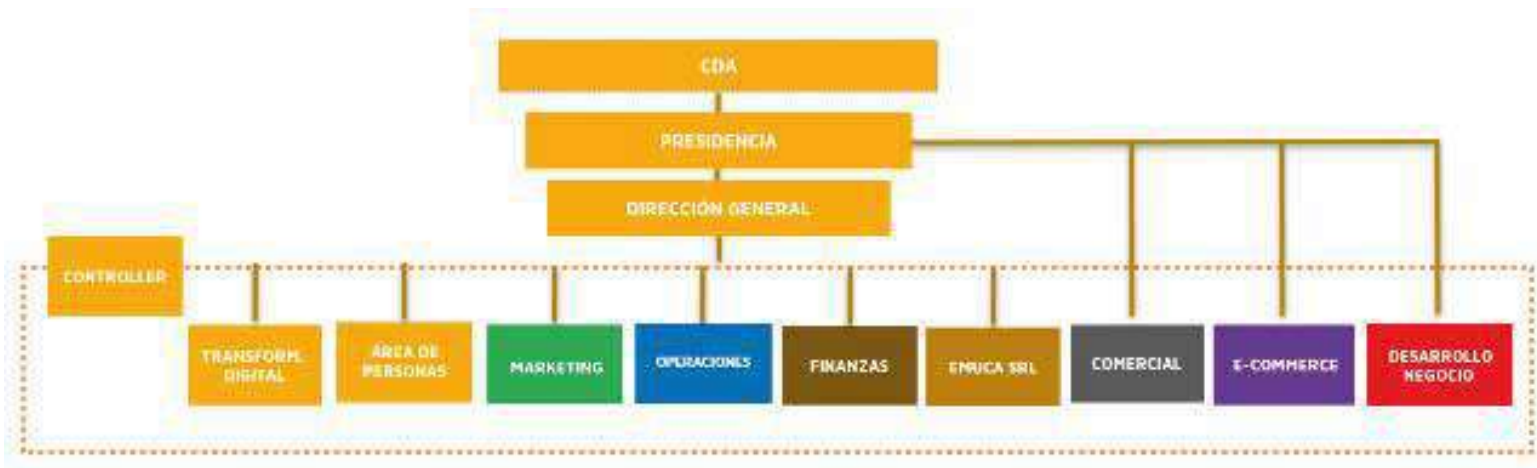 CDA
PRESIDENCIA
DIRECCIÓN GENERAL
CONTROLLER
TRANSFORM.
DIGITAL
ÁREA DE
PERSONAS
MARKETING
OPERACIONES
FINANZAS
EMUCA SRL
COMERCIAL
E-COMMERCE
DESARROLLO
NEGOCIO